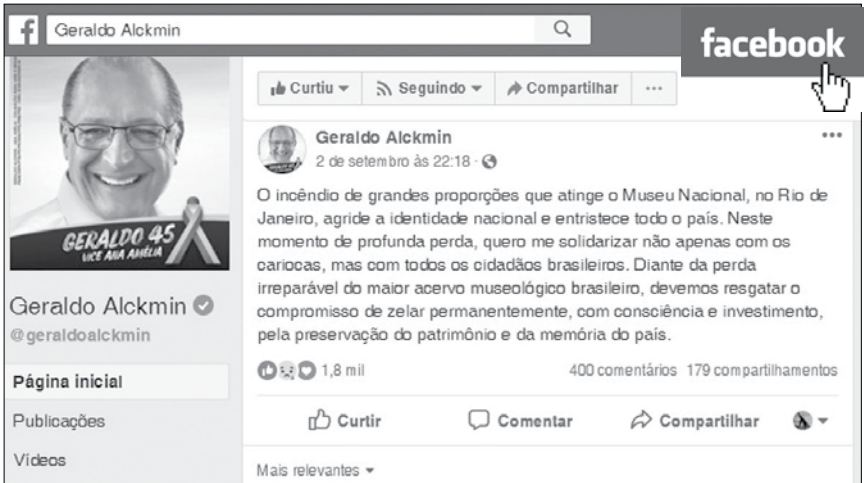 f Geraldo Alckmin
facebook
GERALDO 45
VICE ANA AMÉLIA
Geraldo Alckmin
@geraldoalckmin
Página inicial
Publicações
Vídeos
Curtiu Seguindo Compartilhar ...
Geraldo Alckmin
2 de setembro às 22:18 ·
O incêndio de grandes proporções que atinge o Museu Nacional, no Rio de
Janeiro, agride a identidade nacional e entristece todo o país. Neste
momento de profunda perda, quero me solidarizar não apenas com os
cariocas, mas com todos os cidadãos brasileiros. Diante da perda
irreparável do maior acervo museológico brasileiro, devemos resgatar o
compromisso de zelar permanentemente, com consciência e investimento,
pela preservação do patrimônio e da memória do país.
1,8 mil 400 comentários 179 compartilhamentos
Curtir Comentar Compartilhar
Mais relevantes